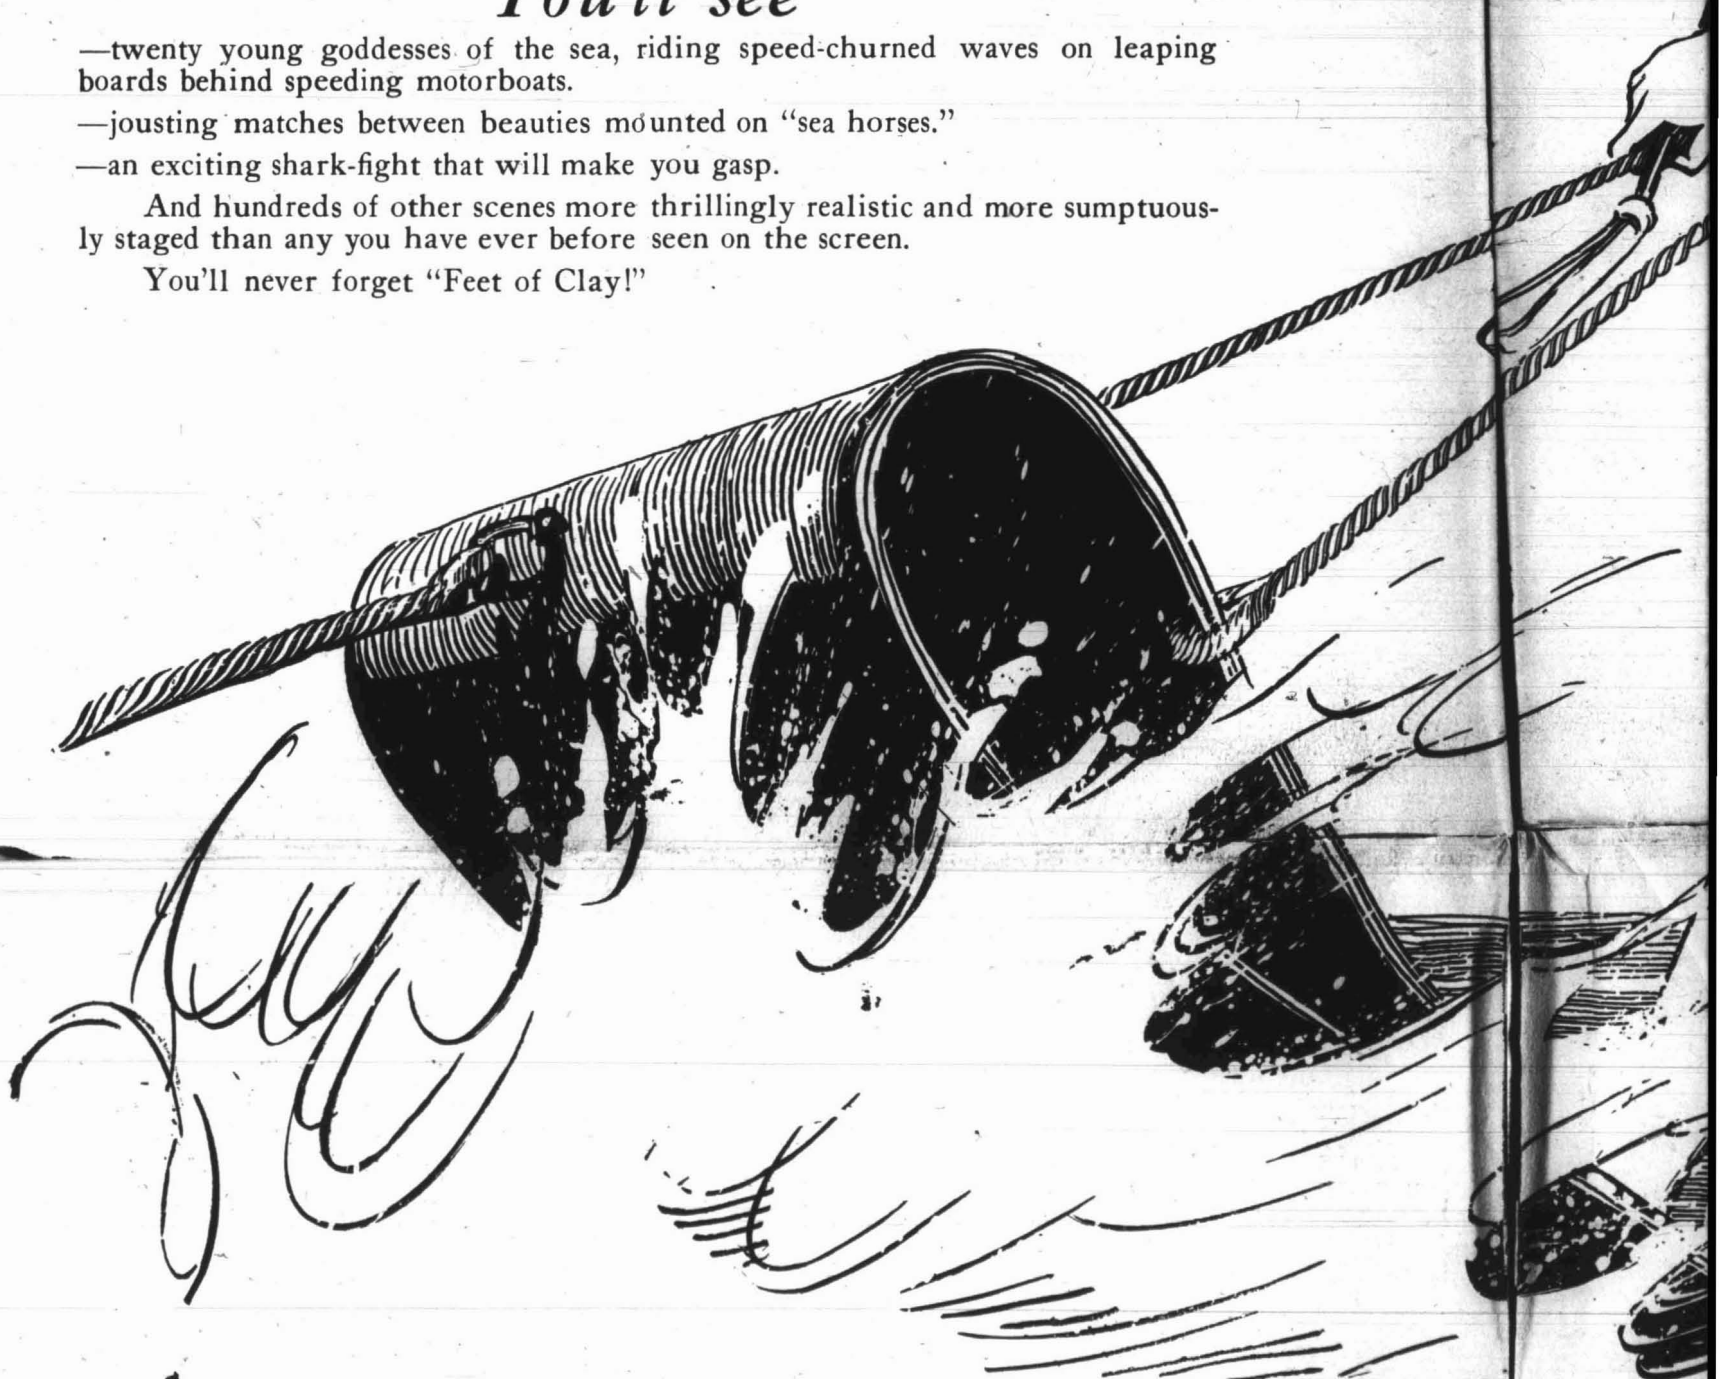 You'll see
—twenty young goddesses of the sea, riding speed-churned waves on leaping
boards behind speeding motorboats.
—jousting matches between beauties mounted on "sea horses."
—an exciting shark-fight that will make you gasp.
And hundreds of other scenes more thrillingly realistic and more sumptuous-
ly staged than any you have ever before seen on the screen.
You'll never forget "Feet of Clay!"